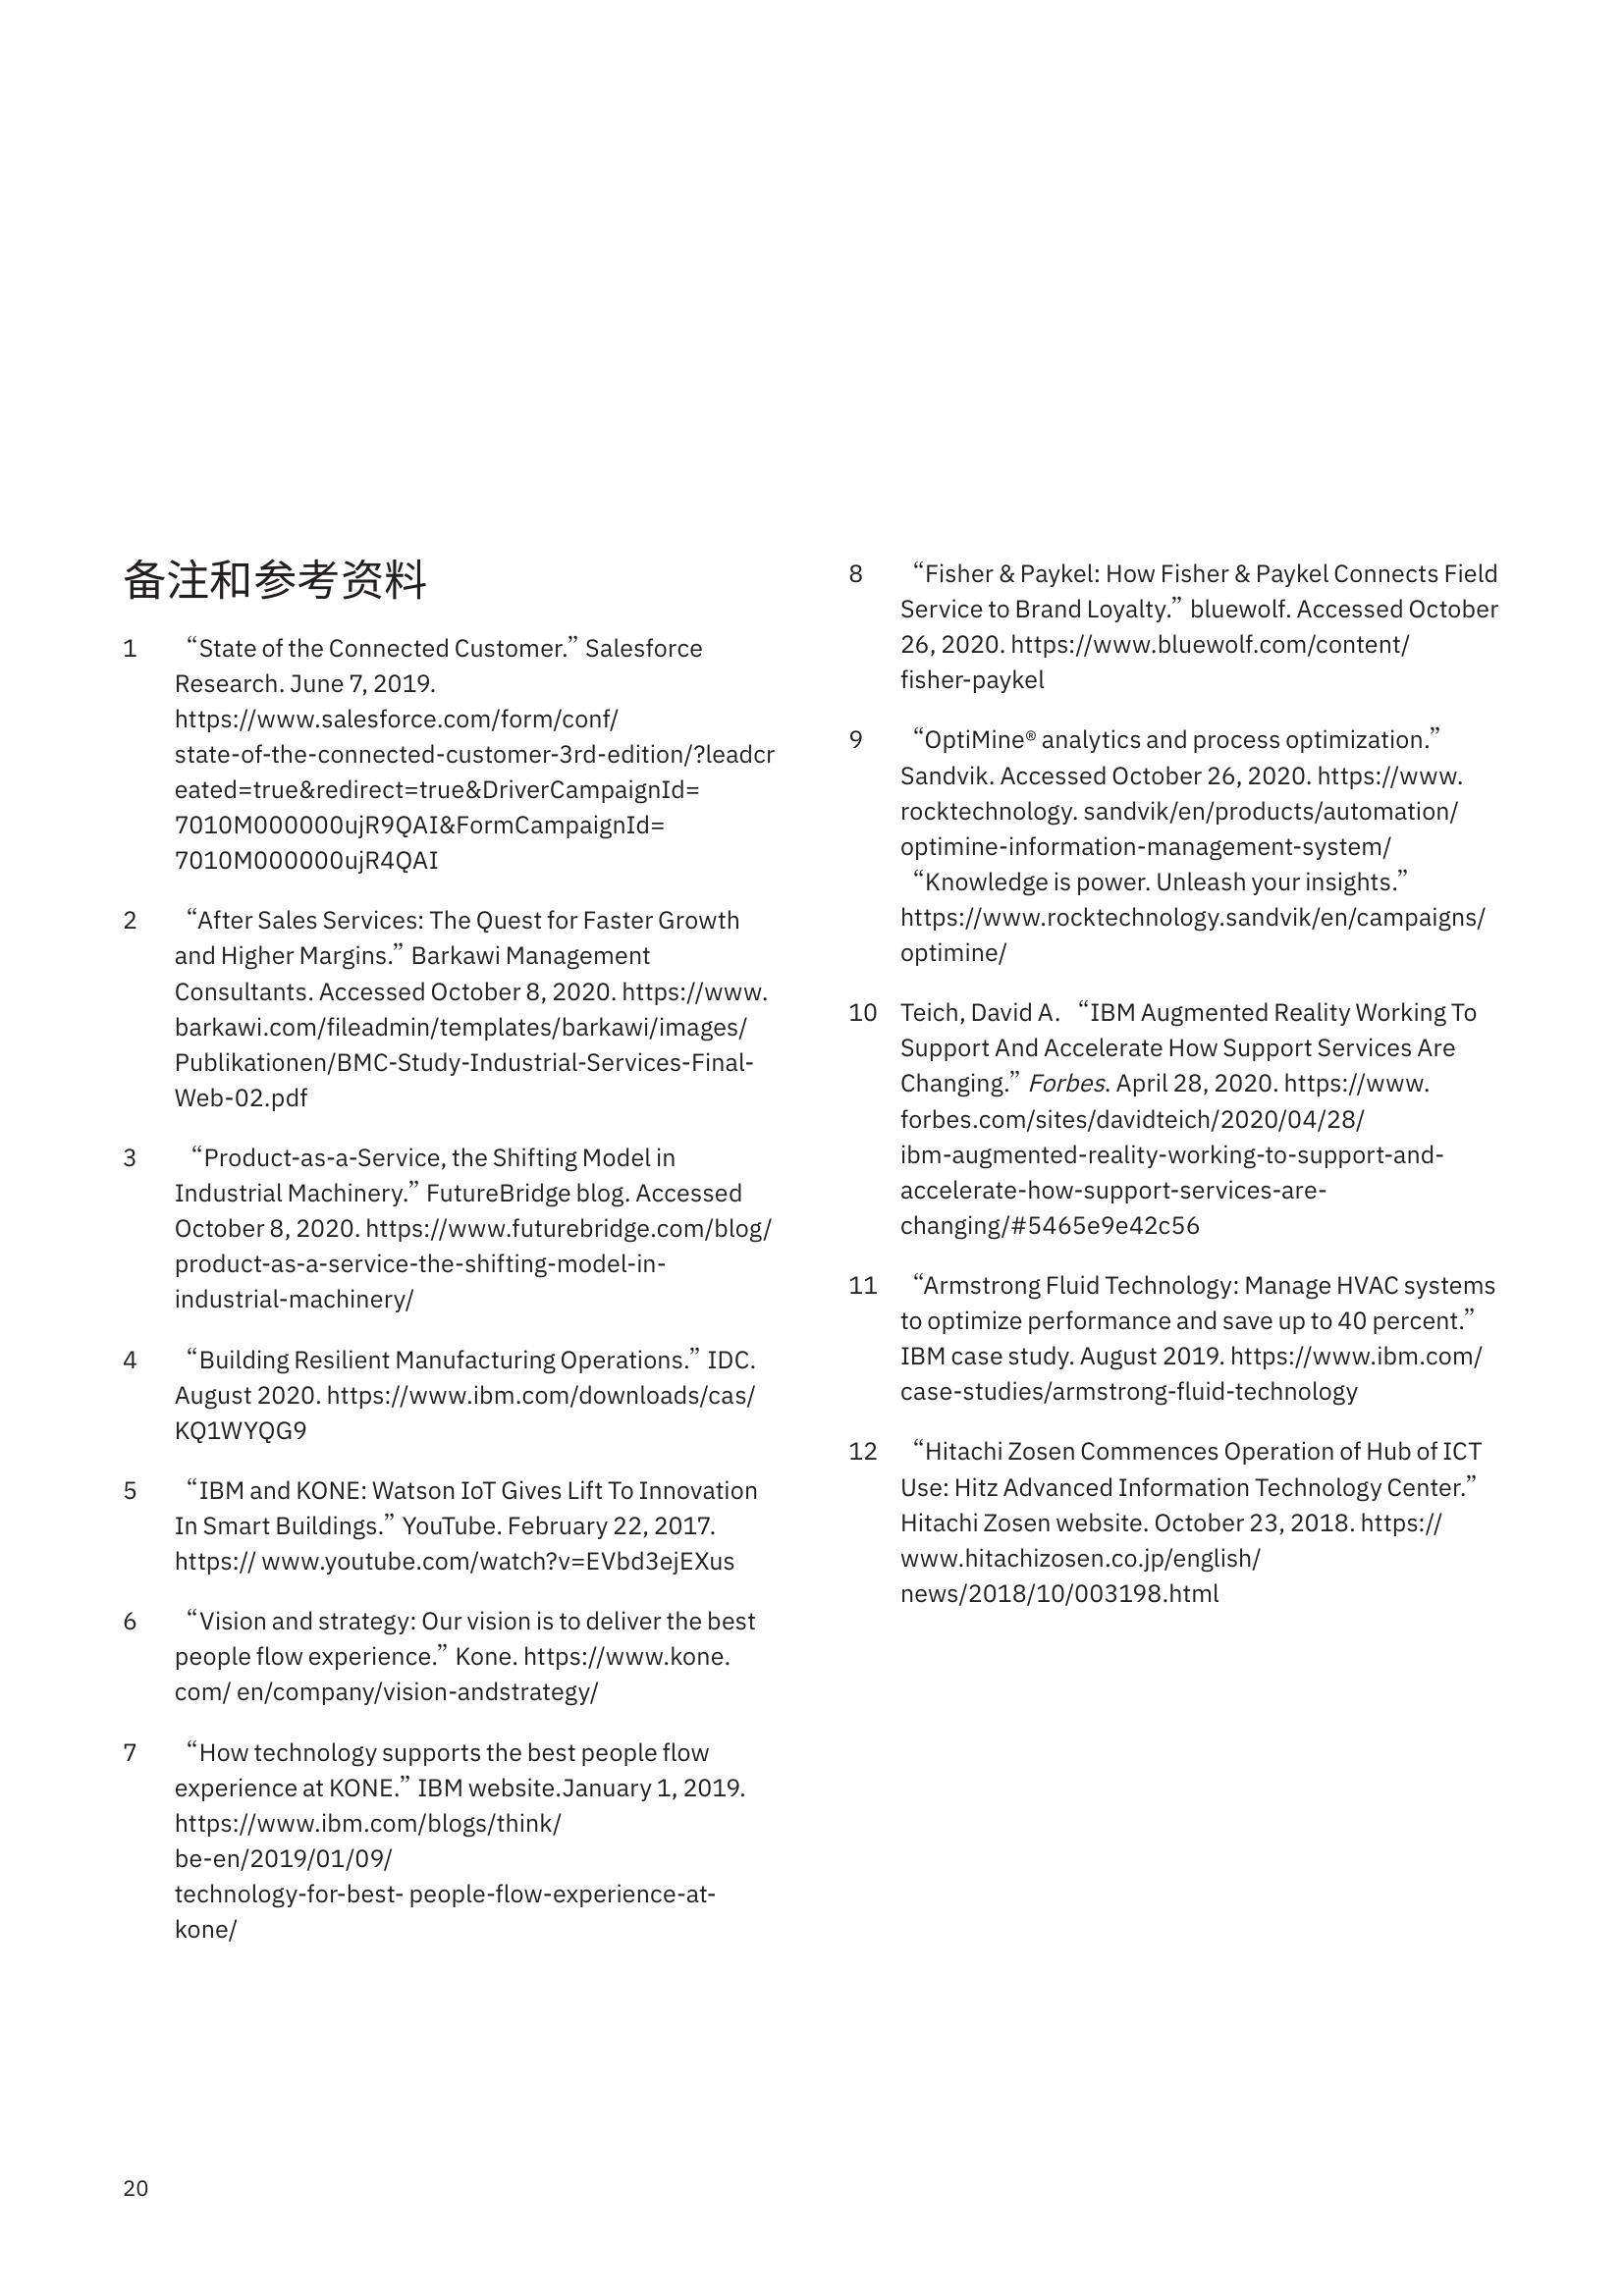 备注和参考资料
1 “State of the Connected Customer.” Salesforce
Research. June 7, 2019.
https://www.salesforce.com/form/conf/
state-of-the-connected-customer-3rd-edition/?leadcr
eated=true&redirect=true&DriverCampaignId=
7010M000000ujR9QAI&FormCampaignId=
7010M000000ujR4QAI
2 “After Sales Services: The Quest for Faster Growth
and Higher Margins.” Barkawi Management
Consultants. Accessed October 8, 2020. https://www.
barkawi.com/fileadmin/templates/barkawi/images/
Publikationen/BMC-Study-Industrial-Services-Final-
Web-02.pdf
3 “Product-as-a-Service, the Shifting Model in
Industrial Machinery.” FutureBridge blog. Accessed
October 8, 2020. https://www.futurebridge.com/blog/
product-as-a-service-the-shifting-model-in-
industrial-machinery/
4 “Building Resilient Manufacturing Operations.” IDC.
August 2020. https://www.ibm.com/downloads/cas/
KQ1WYQG9
5 “IBM and KONE: Watson IoT Gives Lift To Innovation
In Smart Buildings.” YouTube. February 22, 2017.
https:// www.youtube.com/watch?v=EVbd3ejEXus
6 “Vision and strategy: Our vision is to deliver the best
people flow experience.” Kone. https://www.kone.
com/ en/company/vision-andstrategy/
7 “How technology supports the best people flow
experience at KONE.” IBM website.January 1, 2019.
https://www.ibm.com/blogs/think/
be-en/2019/01/09/
technology-for-best- people-flow-experience-at-
kone/
8 “Fisher & Paykel: How Fisher & Paykel Connects Field
Service to Brand Loyalty.” bluewolf. Accessed October
26, 2020. https://www.bluewolf.com/content/
fisher-paykel
9 “OptiMine® analytics and process optimization.”
Sandvik. Accessed October 26, 2020. https://www.
rocktechnology. sandvik/en/products/automation/
optimine-information-management-system/
“Knowledge is power. Unleash your insights.”
https://www.rocktechnology.sandvik/en/campaigns/
optimine/
10 Teich, David A. “IBM Augmented Reality Working To
Support And Accelerate How Support Services Are
Changing.” Forbes. April 28, 2020. https://www.
forbes.com/sites/davidteich/2020/04/28/
ibm-augmented-reality-working-to-support-and-
accelerate-how-support-services-are-
changing/#5465e9e42c56
11 “Armstrong Fluid Technology: Manage HVAC systems
to optimize performance and save up to 40 percent.”
IBM case study. August 2019. https://www.ibm.com/
case-studies/armstrong-fluid-technology
12 “Hitachi Zosen Commences Operation of Hub of ICT
Use: Hitz Advanced Information Technology Center.”
Hitachi Zosen website. October 23, 2018. https://
www.hitachizosen.co.jp/english/
news/2018/10/003198.html
20